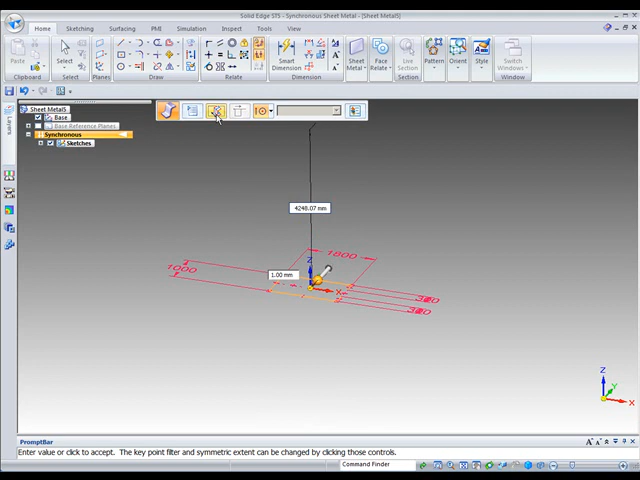 Solid Edge ST5 - Synchronous Sheet Metal - [Sheet Metal5]
Home Sketching Surfacing PMI Simulation Inspect Tools View
Paste Select Smart Dimension Sheet Metal Face Relate Live Section Pattern Orient Style Switch Windows
Clipboard Select Planes Draw Relate Dimension Section Window
Layers
Sheet Metal5
Base
Base Reference Planes
Synchronous
Sketches
4248.07 mm
1800
1000
1.00 mm
Z
X
Z
Y
X
PromptBar
Enter value or click to accept. The key point filter and symmetric extent can be changed by clicking those controls.
Command Finder